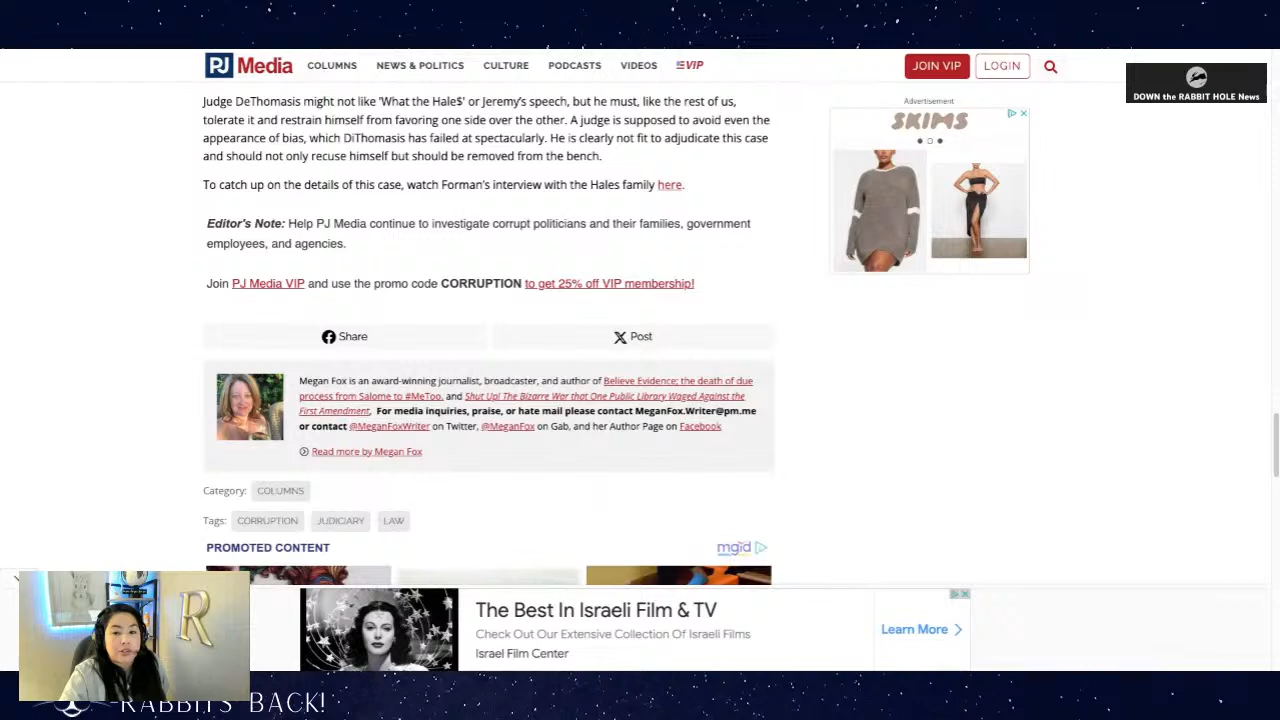 PJ Media
COLUMNS
NEWS & POLITICS
CULTURE
PODCASTS
VIDEOS
VIP
JOIN VIP
LOGIN
DOWN the RABBIT HOLE News
Judge DeThomasis might not like 'What the Hale$' or Jeremy's speech, but he must, like the rest of us,
tolerate it and restrain himself from favoring one side over the other. A judge is supposed to avoid even the
appearance of bias, which DiThomasis has failed at spectacularly. He is clearly not fit to adjudicate this case
and should not only recuse himself but should be removed from the bench.
To catch up on the details of this case, watch Forman's interview with the Hales family here.
Editor's Note: Help PJ Media continue to investigate corrupt politicians and their families, government
employees, and agencies.
Join PJ Media VIP and use the promo code CORRUPTION to get 25% off VIP membership!
Advertisement
SKIMS
Share
Post
Megan Fox is an award-winning journalist, broadcaster, and author of Believe Evidence; the death of due
process from Salome to #MeToo, and Shut Up! The Bizarre War that One Public Library Waged Against the
First Amendment. For media inquiries, praise, or hate mail please contact MeganFox.Writer@pm.me
or contact @MeganFoxWriter on Twitter, @MeganFox on Gab, and her Author Page on Facebook
Read more by Megan Fox
Category: COLUMNS
Tags: CORRUPTION JUDICIARY LAW
PROMOTED CONTENT
mgid
The Best In Israeli Film & TV
Check Out Our Extensive Collection Of Israeli Films
Israel Film Center
Learn More
R
RABBITS BACK!